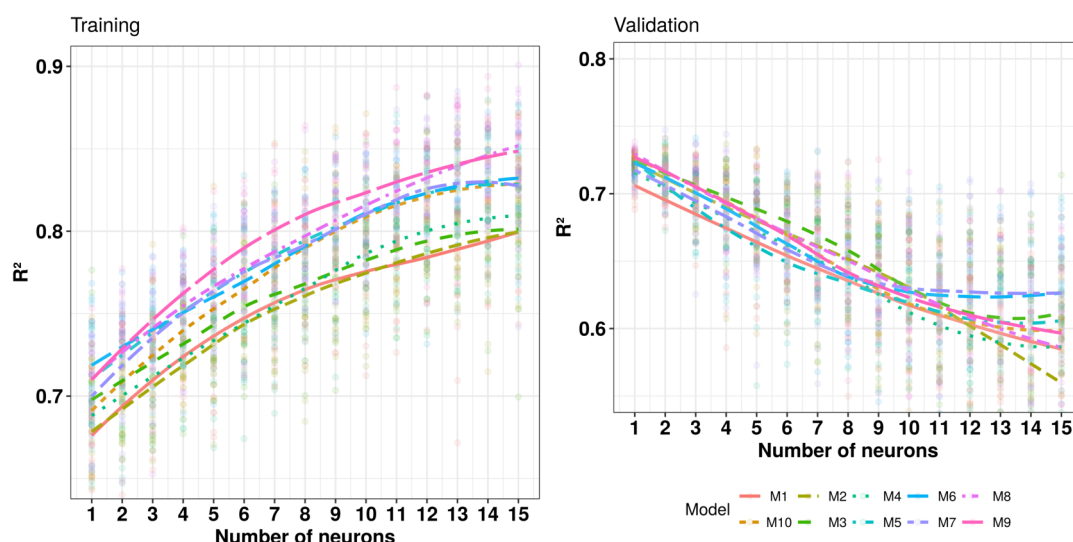 Training
Validation
R²
0.9
0.8
0.7
1 2 3 4 5 6 7 8 9 10 11 12 13 14 15
Number of neurons
R²
0.8
0.7
0.6
1 2 3 4 5 6 7 8 9 10 11 12 13 14 15
Number of neurons
Model
M1 M2 M4 M6 M8
M10 M3 M5 M7 M9